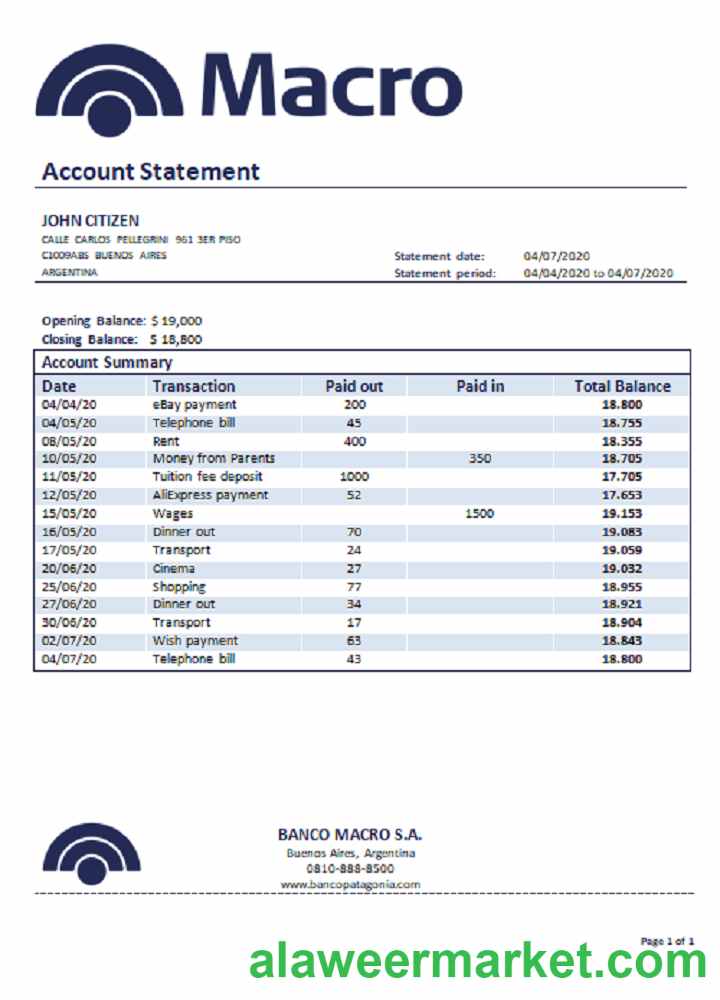 Macro
Account Statement
JOHN CITIZEN
CALLE CARLOS PELLEGRINI 961 3ER PISO
C1009ABS BUENOS AIRES
ARGENTINA
Statement date: 04/07/2020
Statement period: 04/04/2020 to 04/07/2020
Opening Balance: $ 19,000
Closing Balance: $ 18,800
Account Summary
Date Transaction Paid out Paid in Total Balance
04/04/20 eBay payment 200 18.800
04/05/20 Telephone bill 45 18.755
08/05/20 Rent 400 18.355
10/05/20 Money from Parents 350 18.705
11/05/20 Tuition fee deposit 1000 17.705
12/05/20 AliExpress payment 52 17.653
15/05/20 Wages 1500 19.153
16/05/20 Dinner out 70 19.083
17/05/20 Transport 24 19.059
20/06/20 Cinema 27 19.032
25/06/20 Shopping 77 18.955
27/06/20 Dinner out 34 18.921
30/06/20 Transport 17 18.904
02/07/20 Wish payment 63 18.843
04/07/20 Telephone bill 43 18.800
BANCO MACRO S.A.
Buenos Aires, Argentina
0810-888-8500
www.bancopatagonia.com
Page 1 of 1
alaweermarket.com